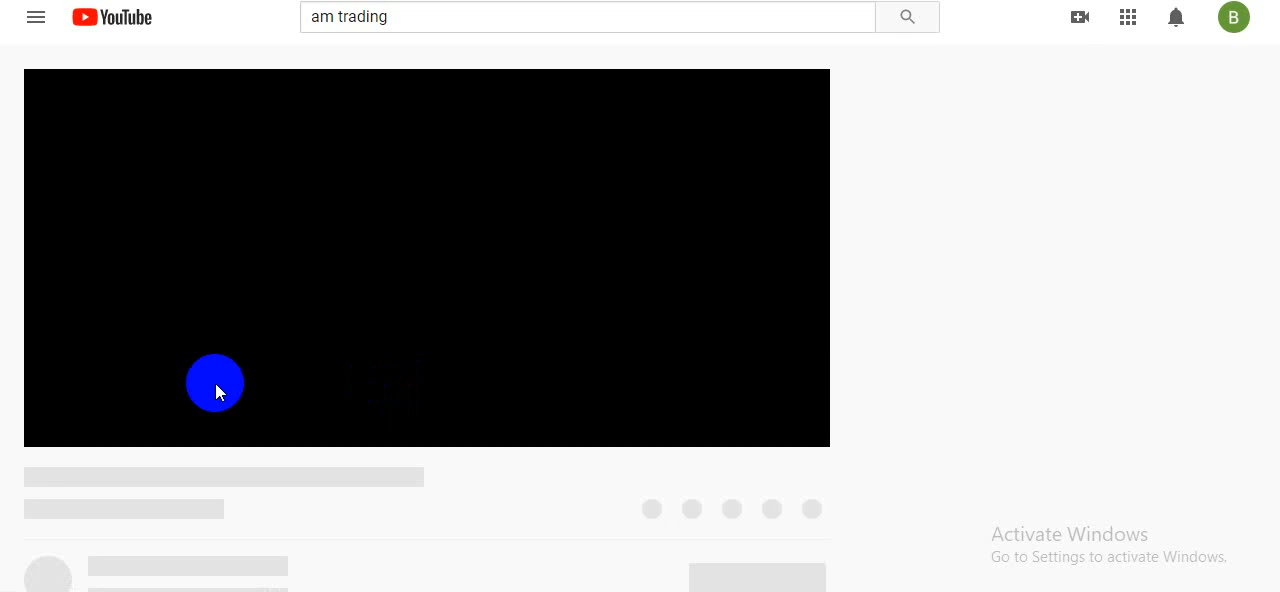 YouTube
am trading
B
Activate Windows
Go to Settings to activate Windows.